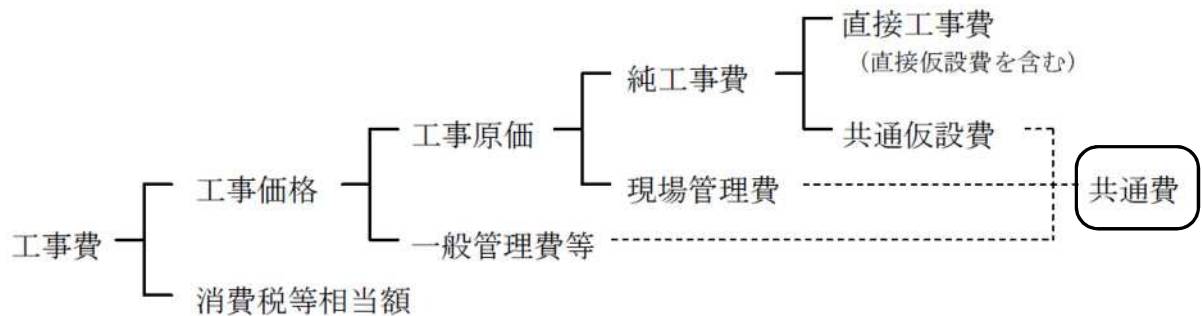 直接工事費
(直接仮設費を含む)
純工事費
工事原価
共通仮設費
工事価格
現場管理費
共通費
工事費
一般管理費等
消費税等相当額